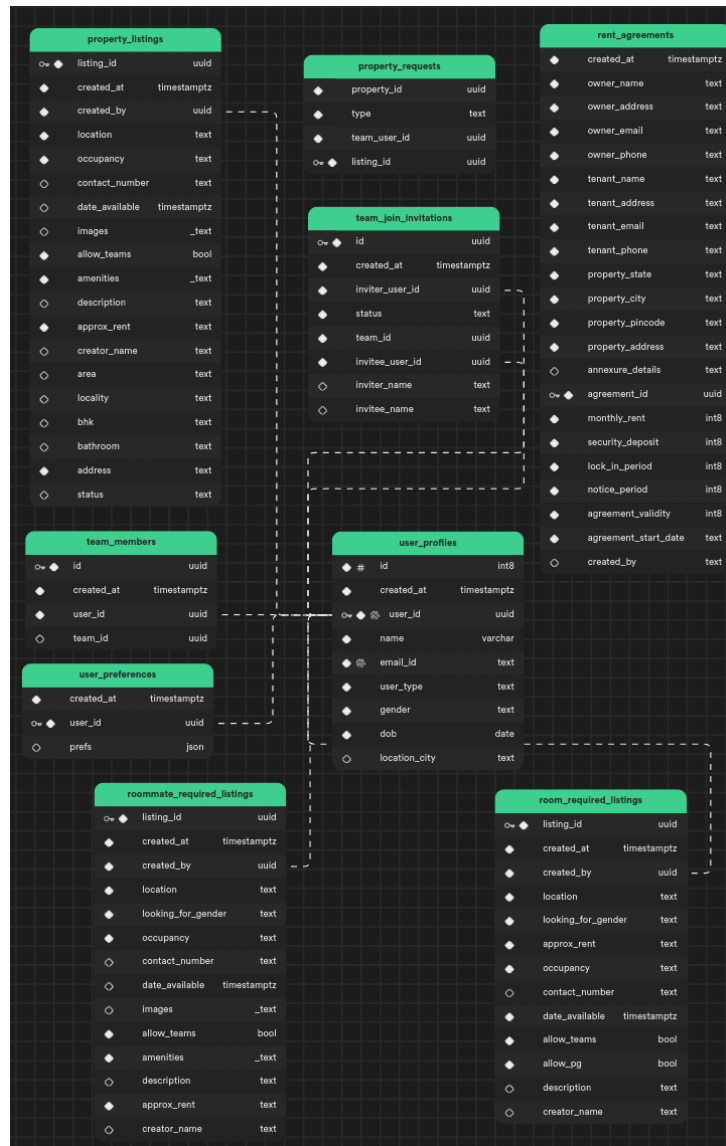 property_listings
listing_id uuid
created_at timestamptz
created_by uuid
location text
occupancy text
contact_number text
date_available timestamptz
images _text
allow_teams bool
amenities _text
description text
approx_rent text
creator_name text
area text
locality text
bhk text
bathroom text
address text
status text
property_requests
property_id uuid
type text
team_user_id uuid
listing_id uuid
team_join_invitations
id uuid
created_at timestamptz
inviter_user_id uuid
status text
team_id uuid
invitee_user_id uuid
inviter_name text
invitee_name text
rent_agreements
created_at timestamptz
owner_name text
owner_address text
owner_email text
owner_phone text
tenant_name text
tenant_address text
tenant_email text
tenant_phone text
property_state text
property_city text
property_pincode text
property_address text
annexure_details text
agreement_id uuid
monthly_rent int8
security_deposit int8
lock_in_period int8
notice_period int8
agreement_validity int8
agreement_start_date text
created_by text
team_members
id uuid
created_at timestamptz
user_id uuid
team_id uuid
user_preferences
created_at timestamptz
user_id uuid
prefs json
user_profiles
# id int8
created_at timestamptz
user_id uuid
name varchar
email_id text
user_type text
gender text
dob date
location_city text
roommate_required_listings
listing_id uuid
created_at timestamptz
created_by uuid
location text
looking_for_gender text
occupancy text
contact_number text
date_available timestamptz
images _text
allow_teams bool
amenities _text
description text
approx_rent text
creator_name text
room_required_listings
listing_id uuid
created_at timestamptz
created_by uuid
location text
looking_for_gender text
approx_rent text
occupancy text
contact_number text
date_available timestamptz
allow_teams bool
allow_pg bool
description text
creator_name text